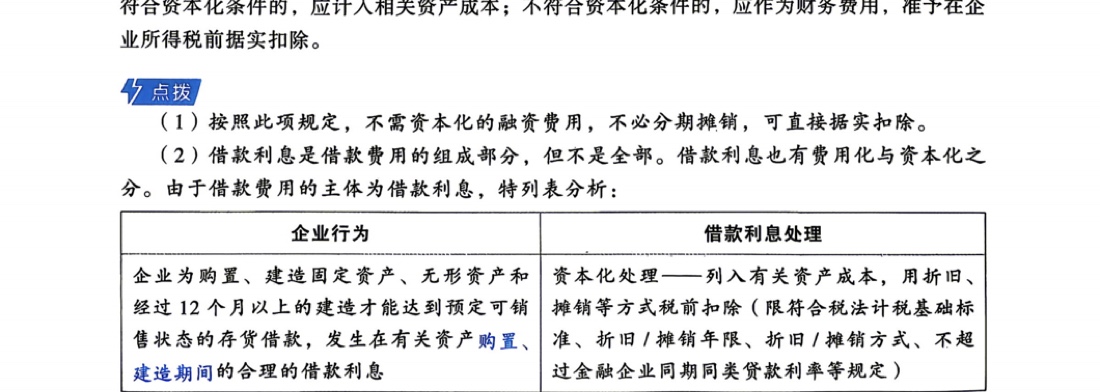 符合资本化条件的，应计入相关资产成本；不符合资本化条件的，应作为财务费用，准予在企
业所得税前据实扣除。
点拨
（1）按照此项规定，不需资本化的融资费用，不必分期摊销，可直接据实扣除。
（2）借款利息是借款费用的组成部分，但不是全部。借款利息也有费用化与资本化之
分。由于借款费用的主体为借款利息，特列表分析：
企业行为
借款利息处理
企业为购置、建造固定资产、无形资产和
经过 12 个月以上的建造才能达到预定可销
售状态的存货借款，发生在有关资产购置、
建造期间的合理的借款利息
资本化处理——列入有关资产成本，用折旧、
摊销等方式税前扣除（限符合税法计税基础标
准、折旧/摊销年限、折旧/摊销方式、不超
过金融企业同期同类贷款利率等规定）